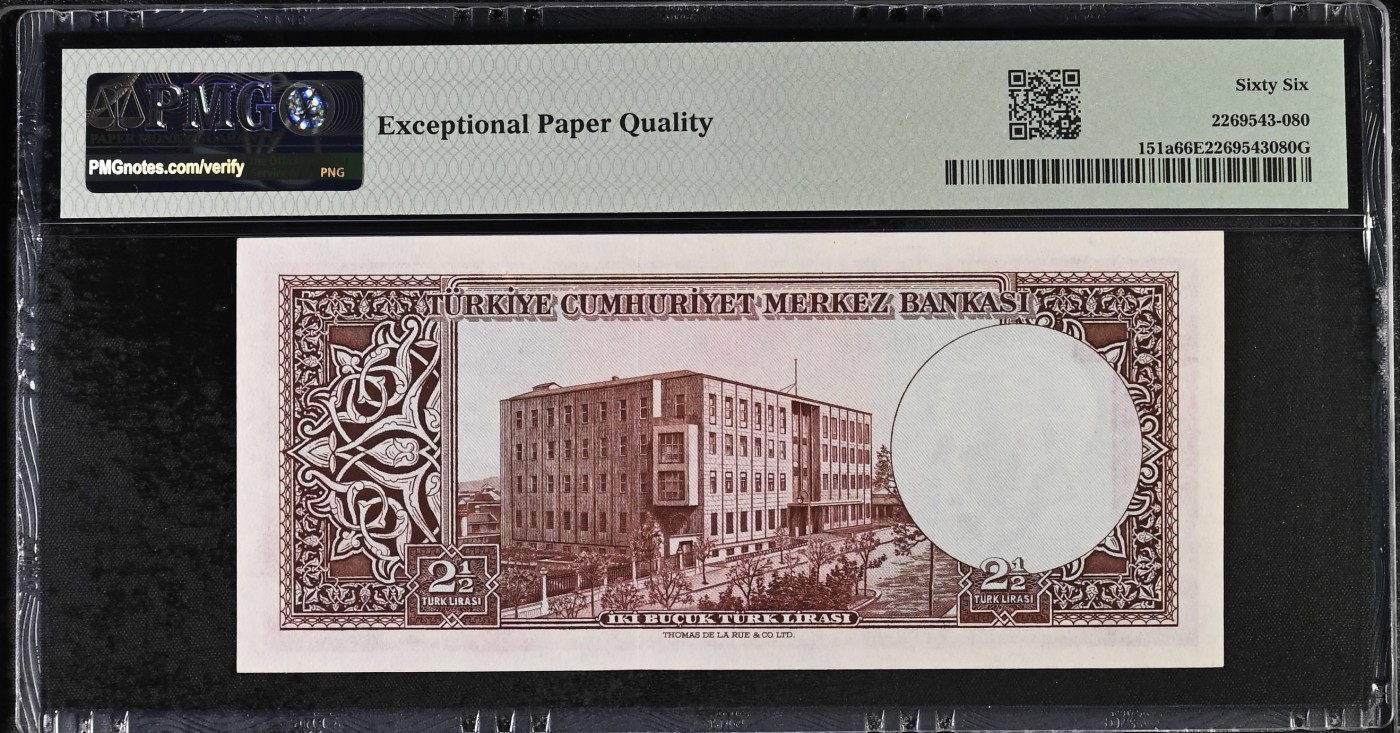 PMG
PMGnotes.com/verify
PNG
Exceptional Paper Quality
Sixty Six
2269543-080
151a66E2269543080G
TÜRKİYE CUMHURİYET MERKEZ BANKASI
2½
TÜRK LİRASI
2½
TÜRK LİRASI
İKİ BUÇUK TÜRK LİRASI
THOMAS DE LA RUE & CO. LTD.